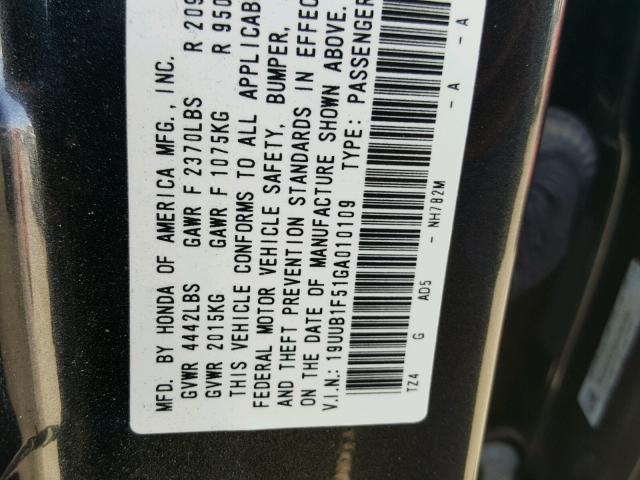 MFD. BY HONDA OF AMERICA MFG., INC.
GVWR 4442LBS GAWR F 2370LBS R 209
GVWR 2015KG GAWR F 1075KG R 950
THIS VEHICLE CONFORMS TO ALL APPLICAB
FEDERAL MOTOR VEHICLE SAFETY, BUMPER,
AND THEFT PREVENTION STANDARDS IN EFFEC
ON THE DATE OF MANUFACTURE SHOWN ABOVE.
V.I.N.: 19UUB1F51GA010109 TYPE: PASSENGER
TZ4 G AD5 - NH782M - A - A